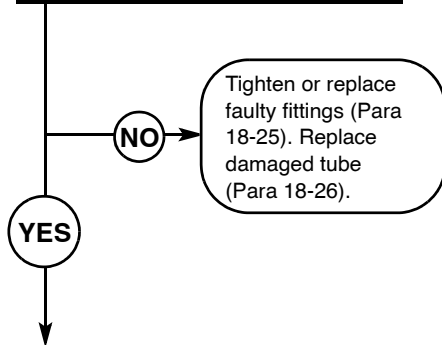 NO
Tighten or replace
faulty fittings (Para
18-25). Replace
damaged tube
(Para 18-26).
YES